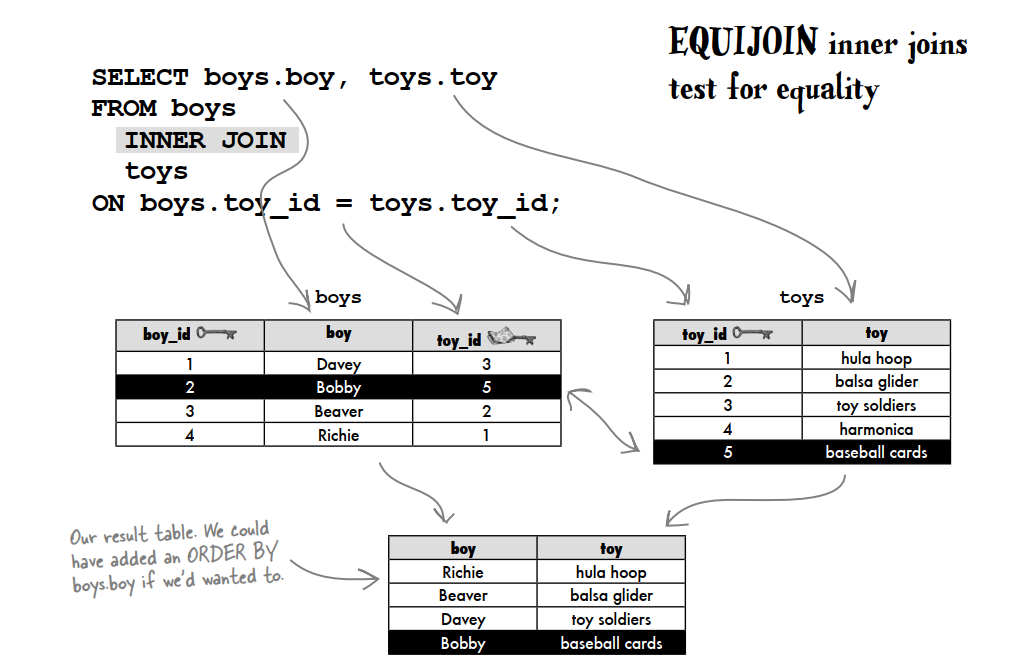 EQUIJOIN inner joins
test for equality
SELECT boys.boy, toys.toy
FROM boys
INNER JOIN
toys
ON boys.toy_id = toys.toy_id;
boys
boy_id boy toy_id
1 Davey 3
2 Bobby 5
3 Beaver 2
4 Richie 1
toys
toy_id toy
1 hula hoop
2 balsa glider
3 toy soldiers
4 harmonica
5 baseball cards
Our result table. We could
have added an ORDER BY
boys.boy if we'd wanted to.
boy toy
Richie hula hoop
Beaver balsa glider
Davey toy soldiers
Bobby baseball cards